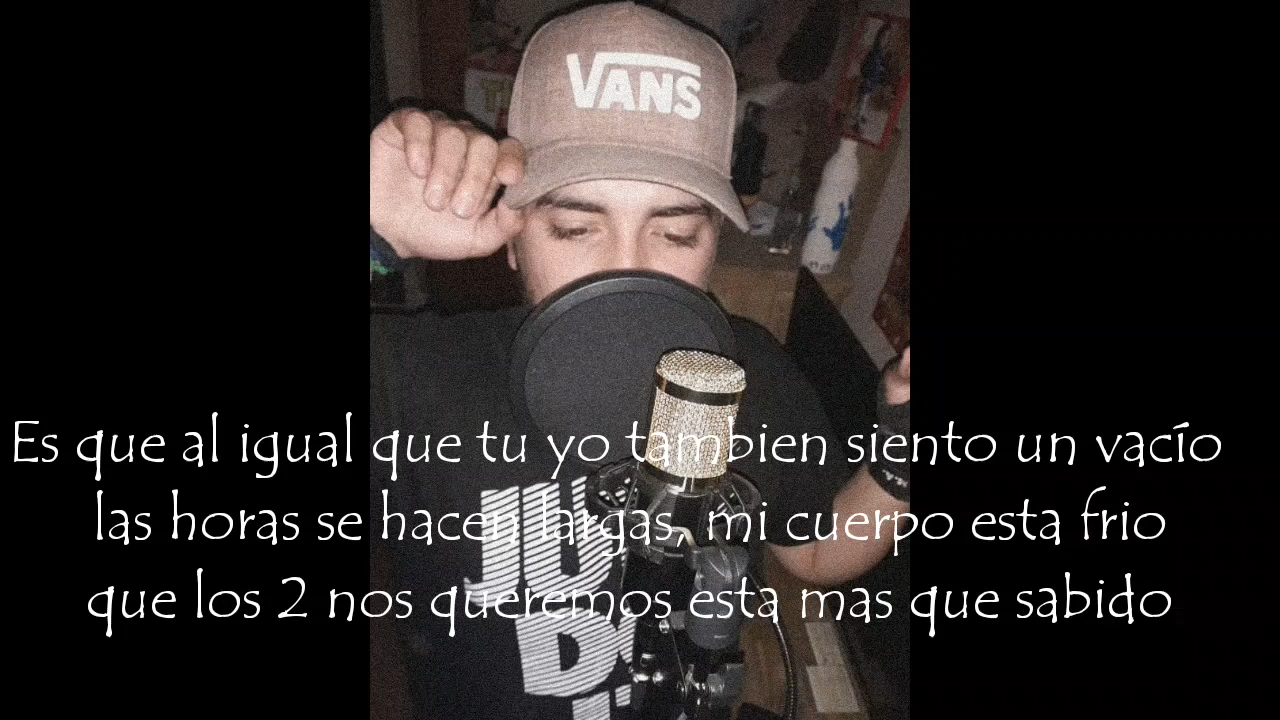 VANS
Es que al igual que tu yo tambien siento un vacío
las horas se hacen largas, mi cuerpo esta frio
que los 2 nos queremos esta mas que sabido